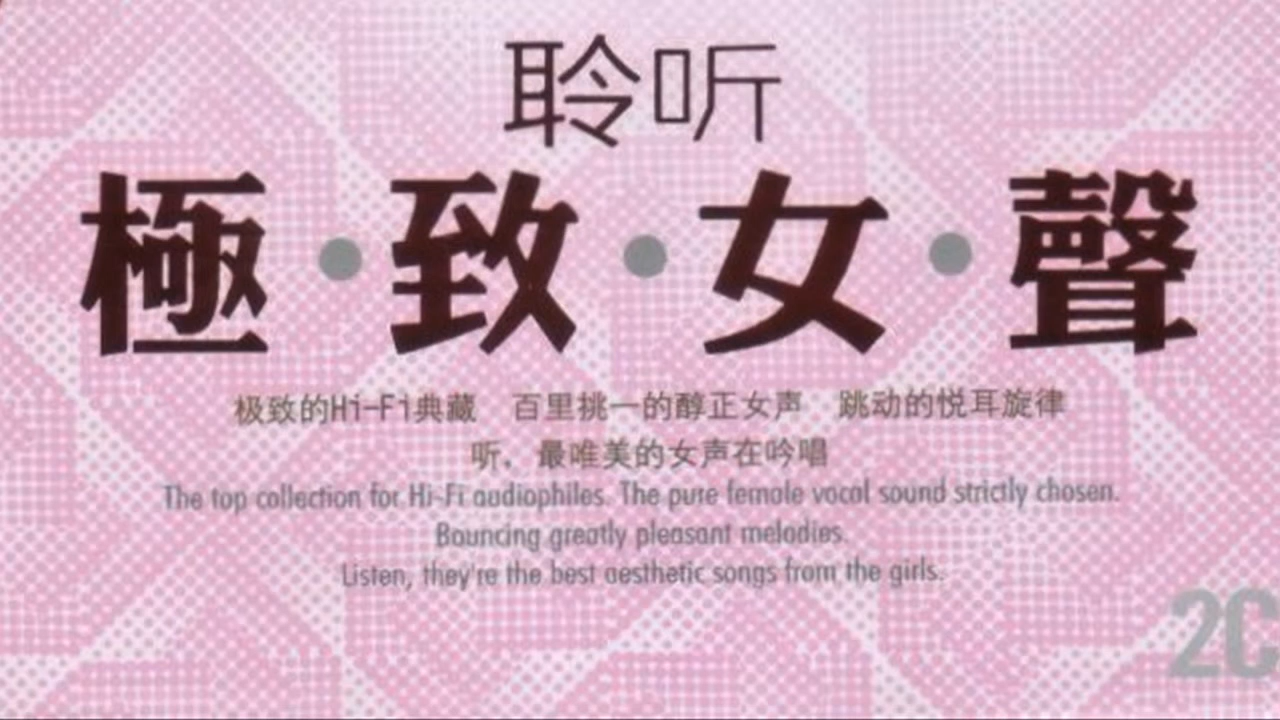 聆听
極·致·女·聲
极致的Hi-Fi典藏 百里挑一的醇正女声 跳动的悦耳旋律
听,最唯美的女声在吟唱
The top collection for Hi-Fi audiophiles. The pure female vocal sound strictly chosen.
Bouncing greatly pleasant melodies.
Listen, they're the best aesthetic songs from the girls.
2C